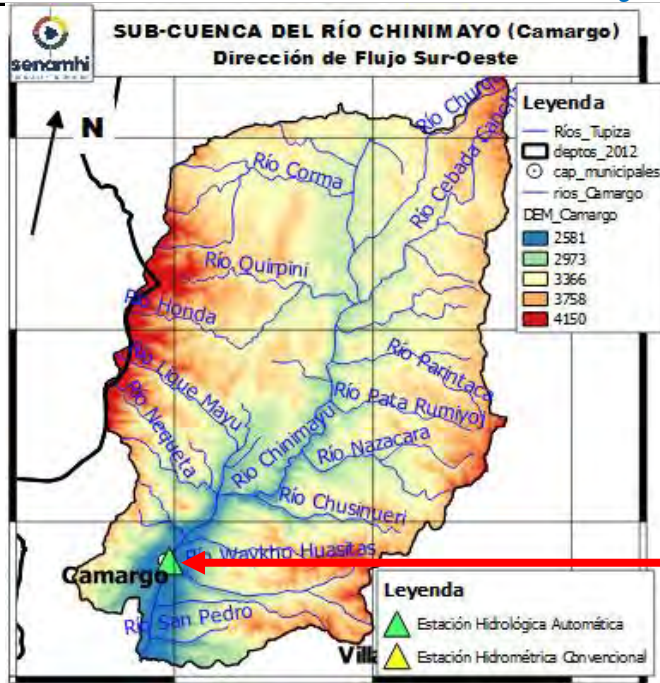 SUB-CUENCA DEL RÍO CHINIMAYO (Camargo)
Dirección de Flujo Sur-Oeste
senamhi
N
Leyenda
Ríos_Tupiza
deptos_2012
cap_municipales
rios_Camargo
DEM_Camargo
2581
2973
3366
3758
4150
Río Churqu
Río Cebada Cancha
Río Corma
Río Quirpini
Río Honda
Río Parintaca
Río Lique Mayu
Río Pata Rumiyoj
Río Nequeta
Río Chinimayu
Río Nazacara
Río Chusinueri
Río Waykho Huasitas
Camargo
Río San Pedro
Villa
Leyenda
Estación Hidrológica Automática
Estación Hidrométrica Convencional